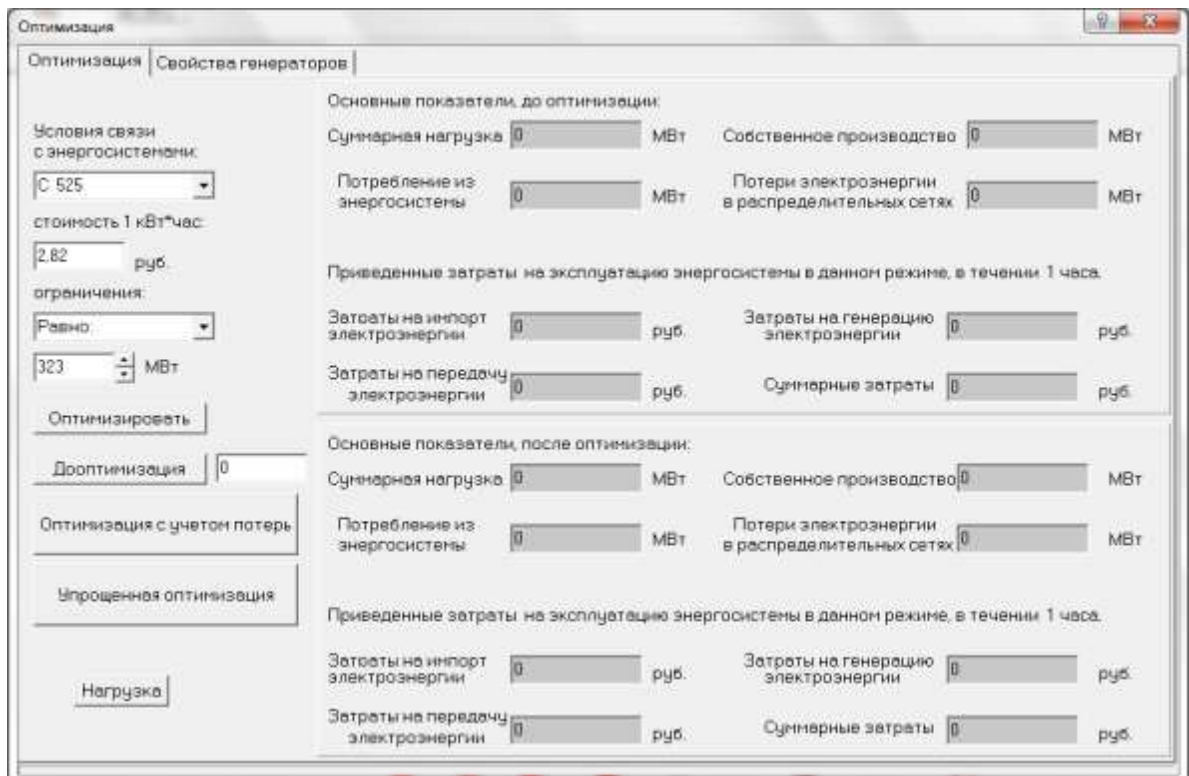 Оптимизация
Оптимизация Свойства генераторов
Условия связи
с энергосистемами:
С 525
стоимость 1 кВт*час:
2,82 руб.
ограничения:
Равно:
323 МВт
Оптимизировать
Дооптимизация 0
Оптимизация с учетом потерь
Упрощенная оптимизация
Нагрузка
Основные показатели, до оптимизации:
Суммарная нагрузка 0 МВт Собственное производство 0 МВт
Потребление из
энергосистемы 0 МВт
Потери электроэнергии
в распределительных сетях 0 МВт
Приведенные затраты на эксплуатацию энергосистемы в данном режиме, в течении 1 часа.
Затраты на импорт
электроэнергии 0 руб.
Затраты на генерацию
электроэнергии 0 руб.
Затраты на передачу
электроэнергии 0 руб.
Суммарные затраты 0 руб.
Основные показатели, после оптимизации:
Суммарная нагрузка 0 МВт Собственное производство 0 МВт
Потребление из
энергосистемы 0 МВт
Потери электроэнергии
в распределительных сетях 0 МВт
Приведенные затраты на эксплуатацию энергосистемы в данном режиме, в течении 1 часа.
Затраты на импорт
электроэнергии 0 руб.
Затраты на генерацию
электроэнергии 0 руб.
Затраты на передачу
электроэнергии 0 руб.
Суммарные затраты 0 руб.